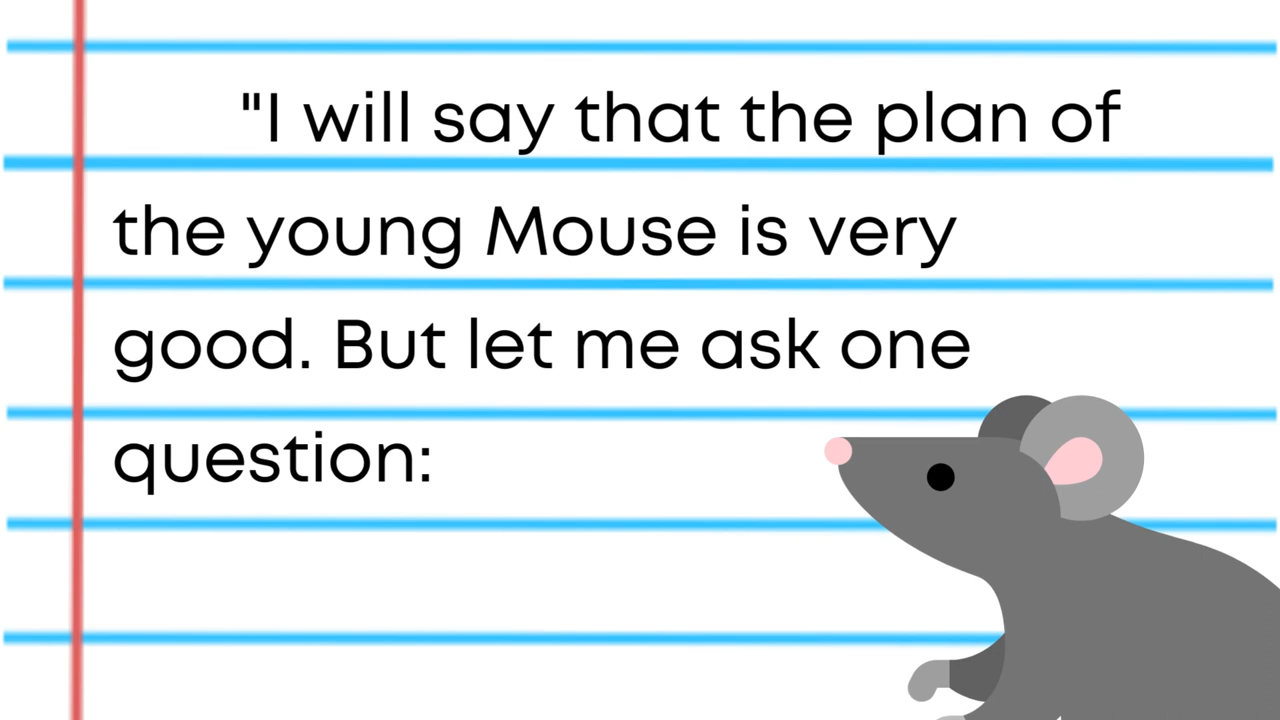 "I will say that the plan of
the young Mouse is very
good. But let me ask one
question: